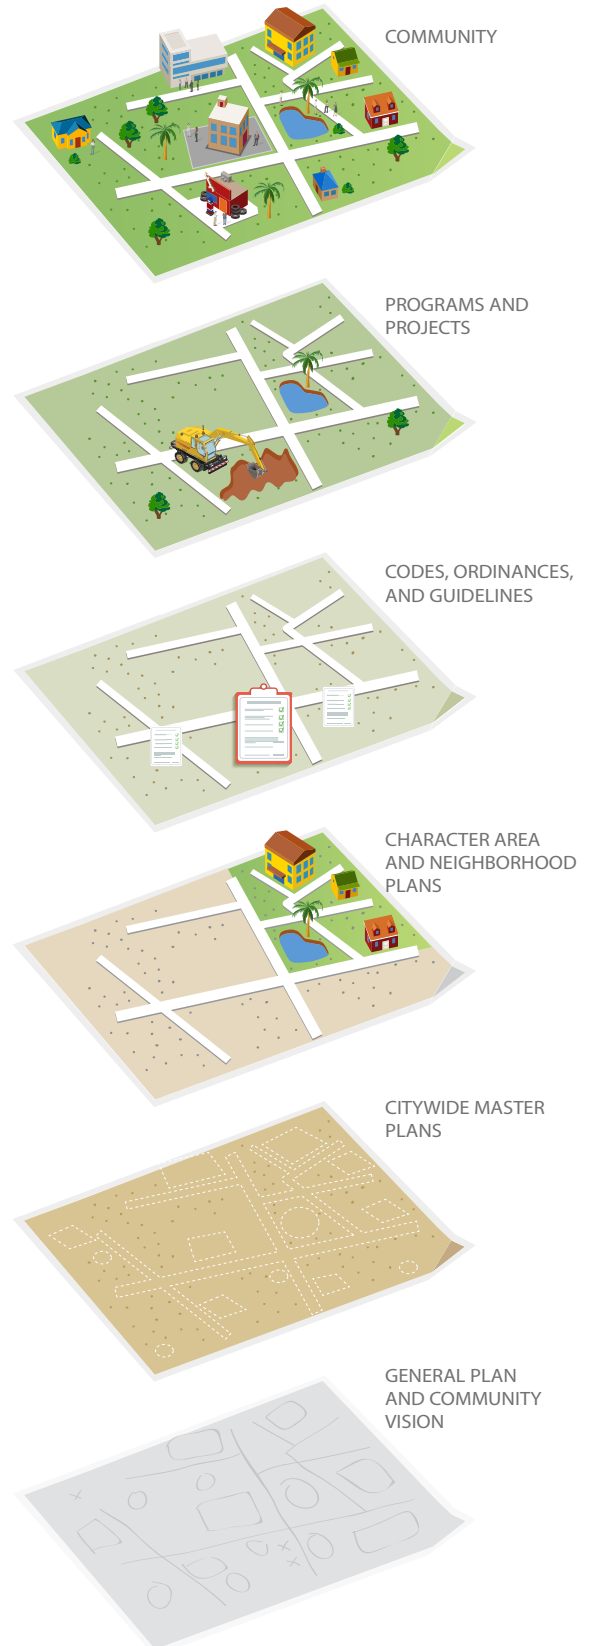 COMMUNITY
PROGRAMS AND
PROJECTS
CODES, ORDINANCES,
AND GUIDELINES
CHARACTER AREA
AND NEIGHBORHOOD
PLANS
CITYWIDE MASTER
PLANS
GENERAL PLAN
AND COMMUNITY
VISION